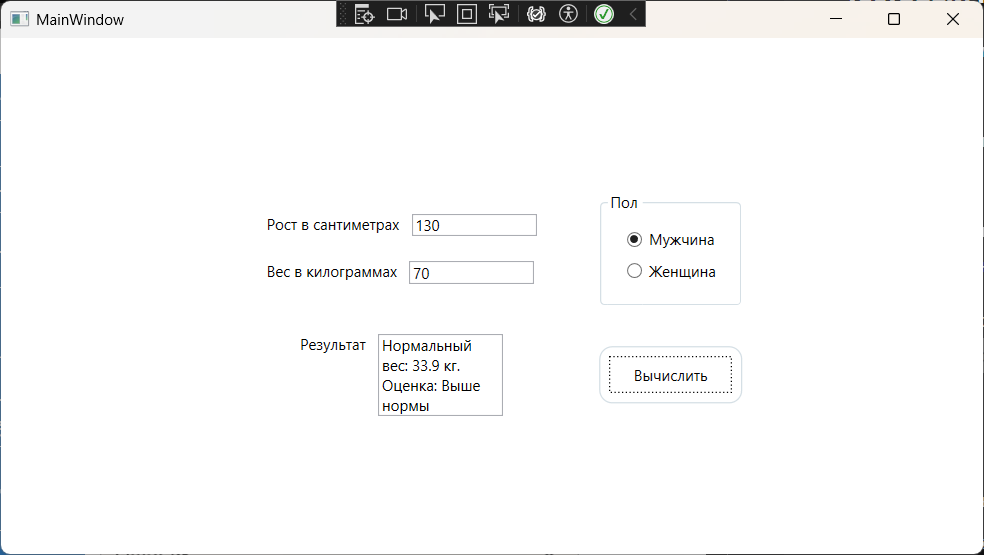 MainWindow
Рост в сантиметрах 130
Вес в килограммах 70
Пол
Мужчина
Женщина
Результат
Нормальный
вес: 33.9 кг.
Оценка: Выше
нормы
Вычислить